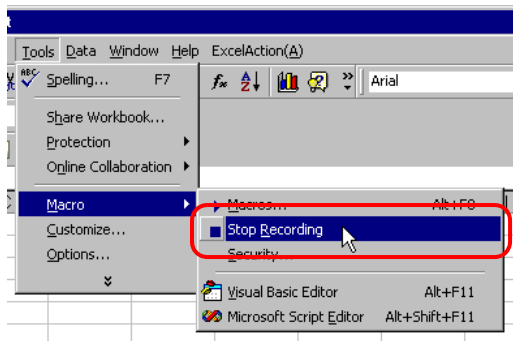 Tools Data Window Help ExcelAction(A)
ABC Spelling... F7
Arial
Share Workbook...
Protection
Online Collaboration
Macro
Macros... Alt+F8
Customize...
Stop Recording
Options...
Security...
Visual Basic Editor Alt+F11
Microsoft Script Editor Alt+Shift+F11